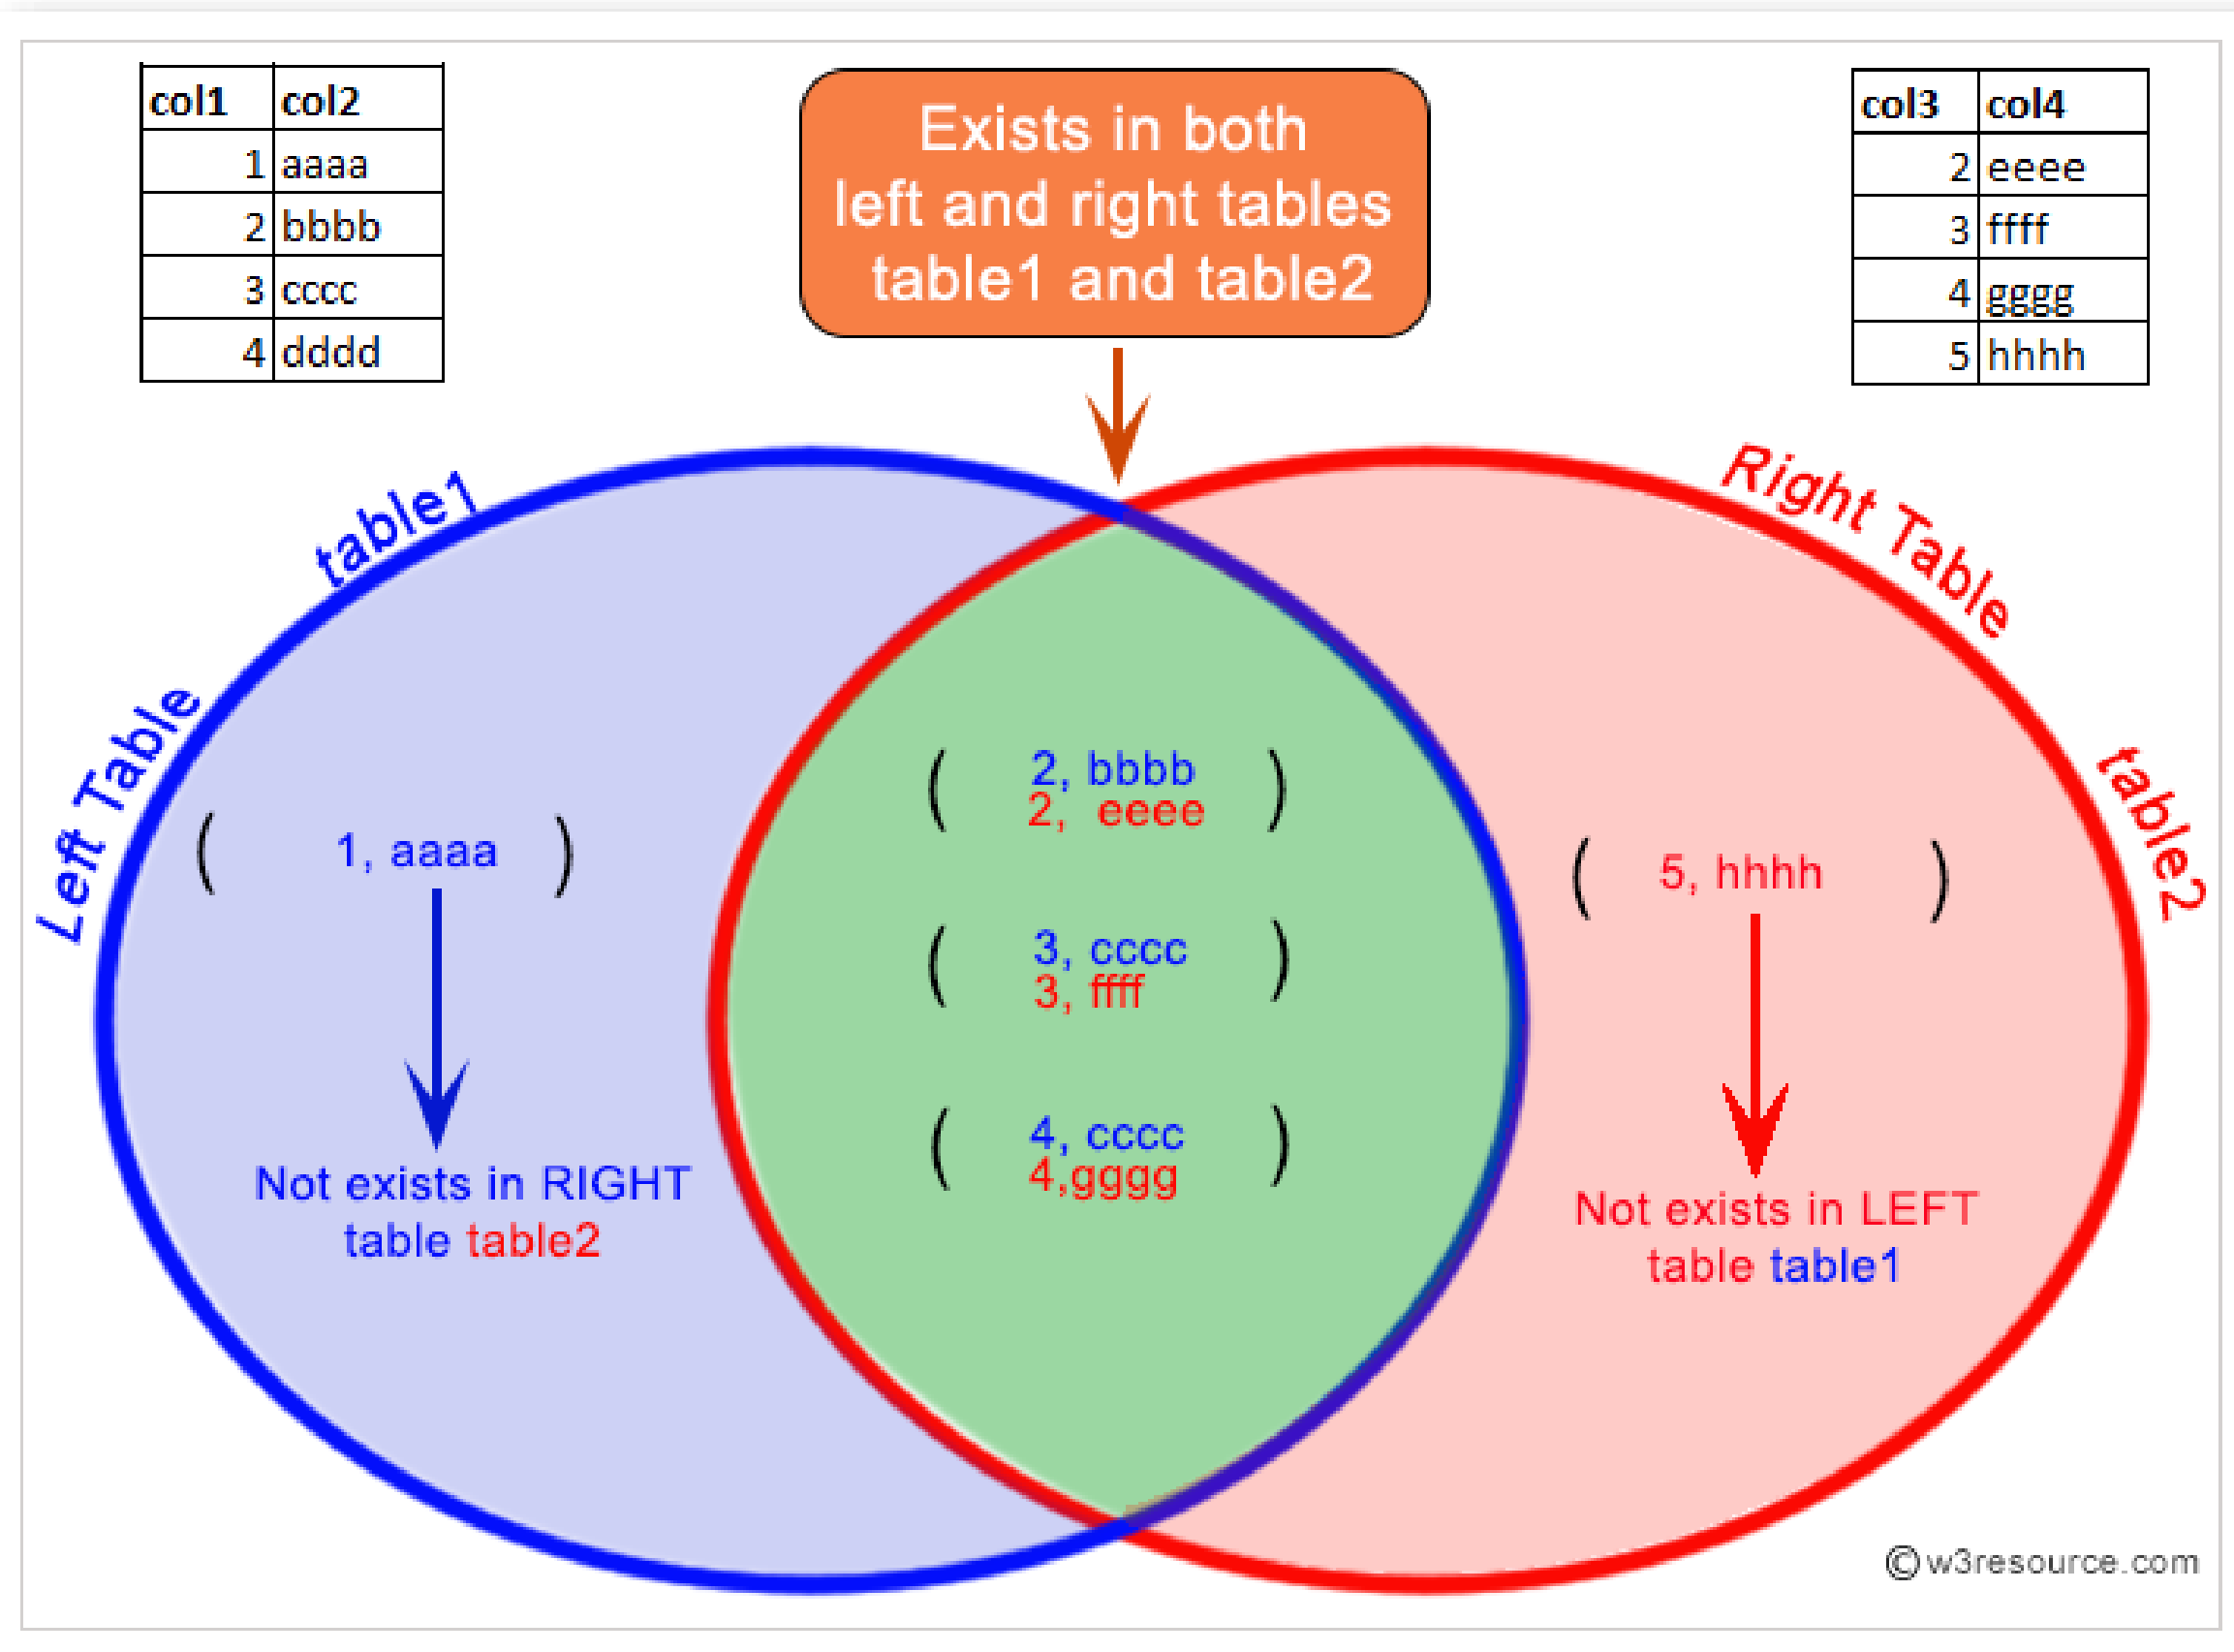 col1 col2
1 aaaa
2 bbbb
3 cccc
4 dddd
Exists in both
left and right tables
table1 and table2
col3 col4
2 eeee
3 ffff
4 gggg
5 hhhh
Left Table table1
Right Table table2
( 1, aaaa )
Not exists in RIGHT
table table2
( 2, bbbb
2, eeee )
( 3, cccc
3, ffff )
( 4, cccc
4,gggg )
( 5, hhhh )
Not exists in LEFT
table table1
©w3resource.com